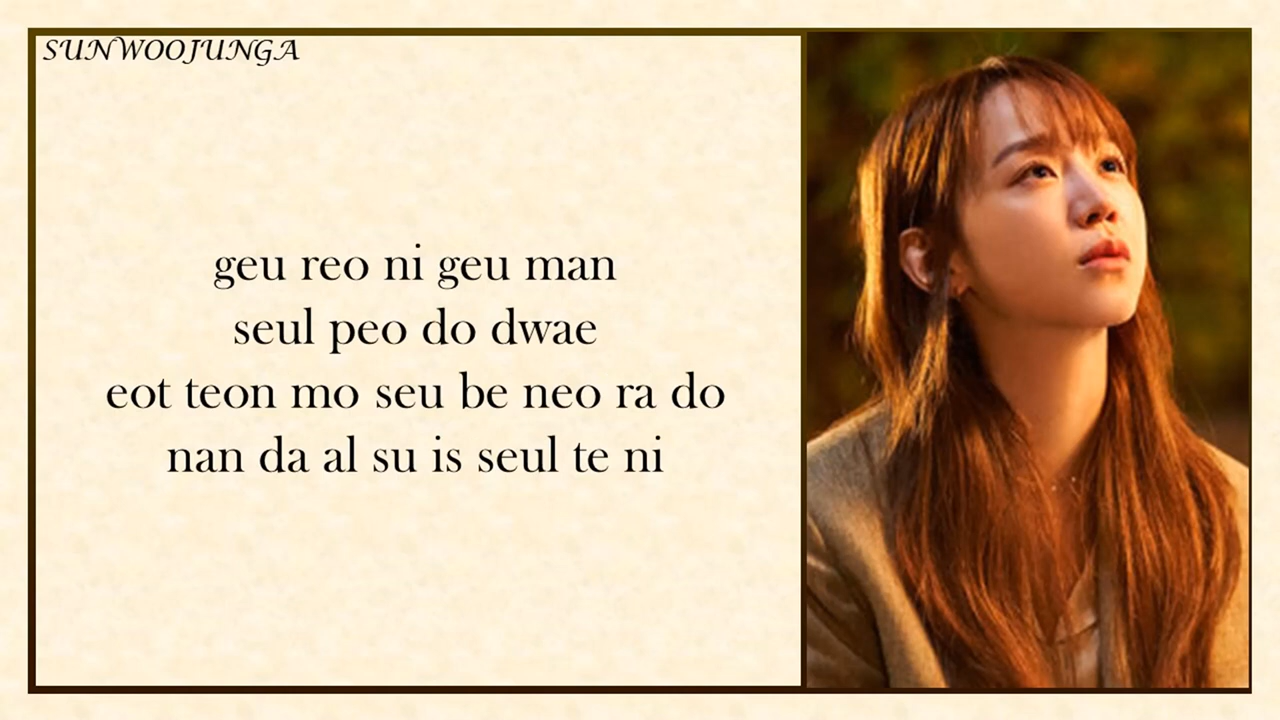 SUNWOOJUNGA
geu reo ni geu man
seul peo do dwae
eot teon mo seu be neo ra do
nan da al su is seul te ni